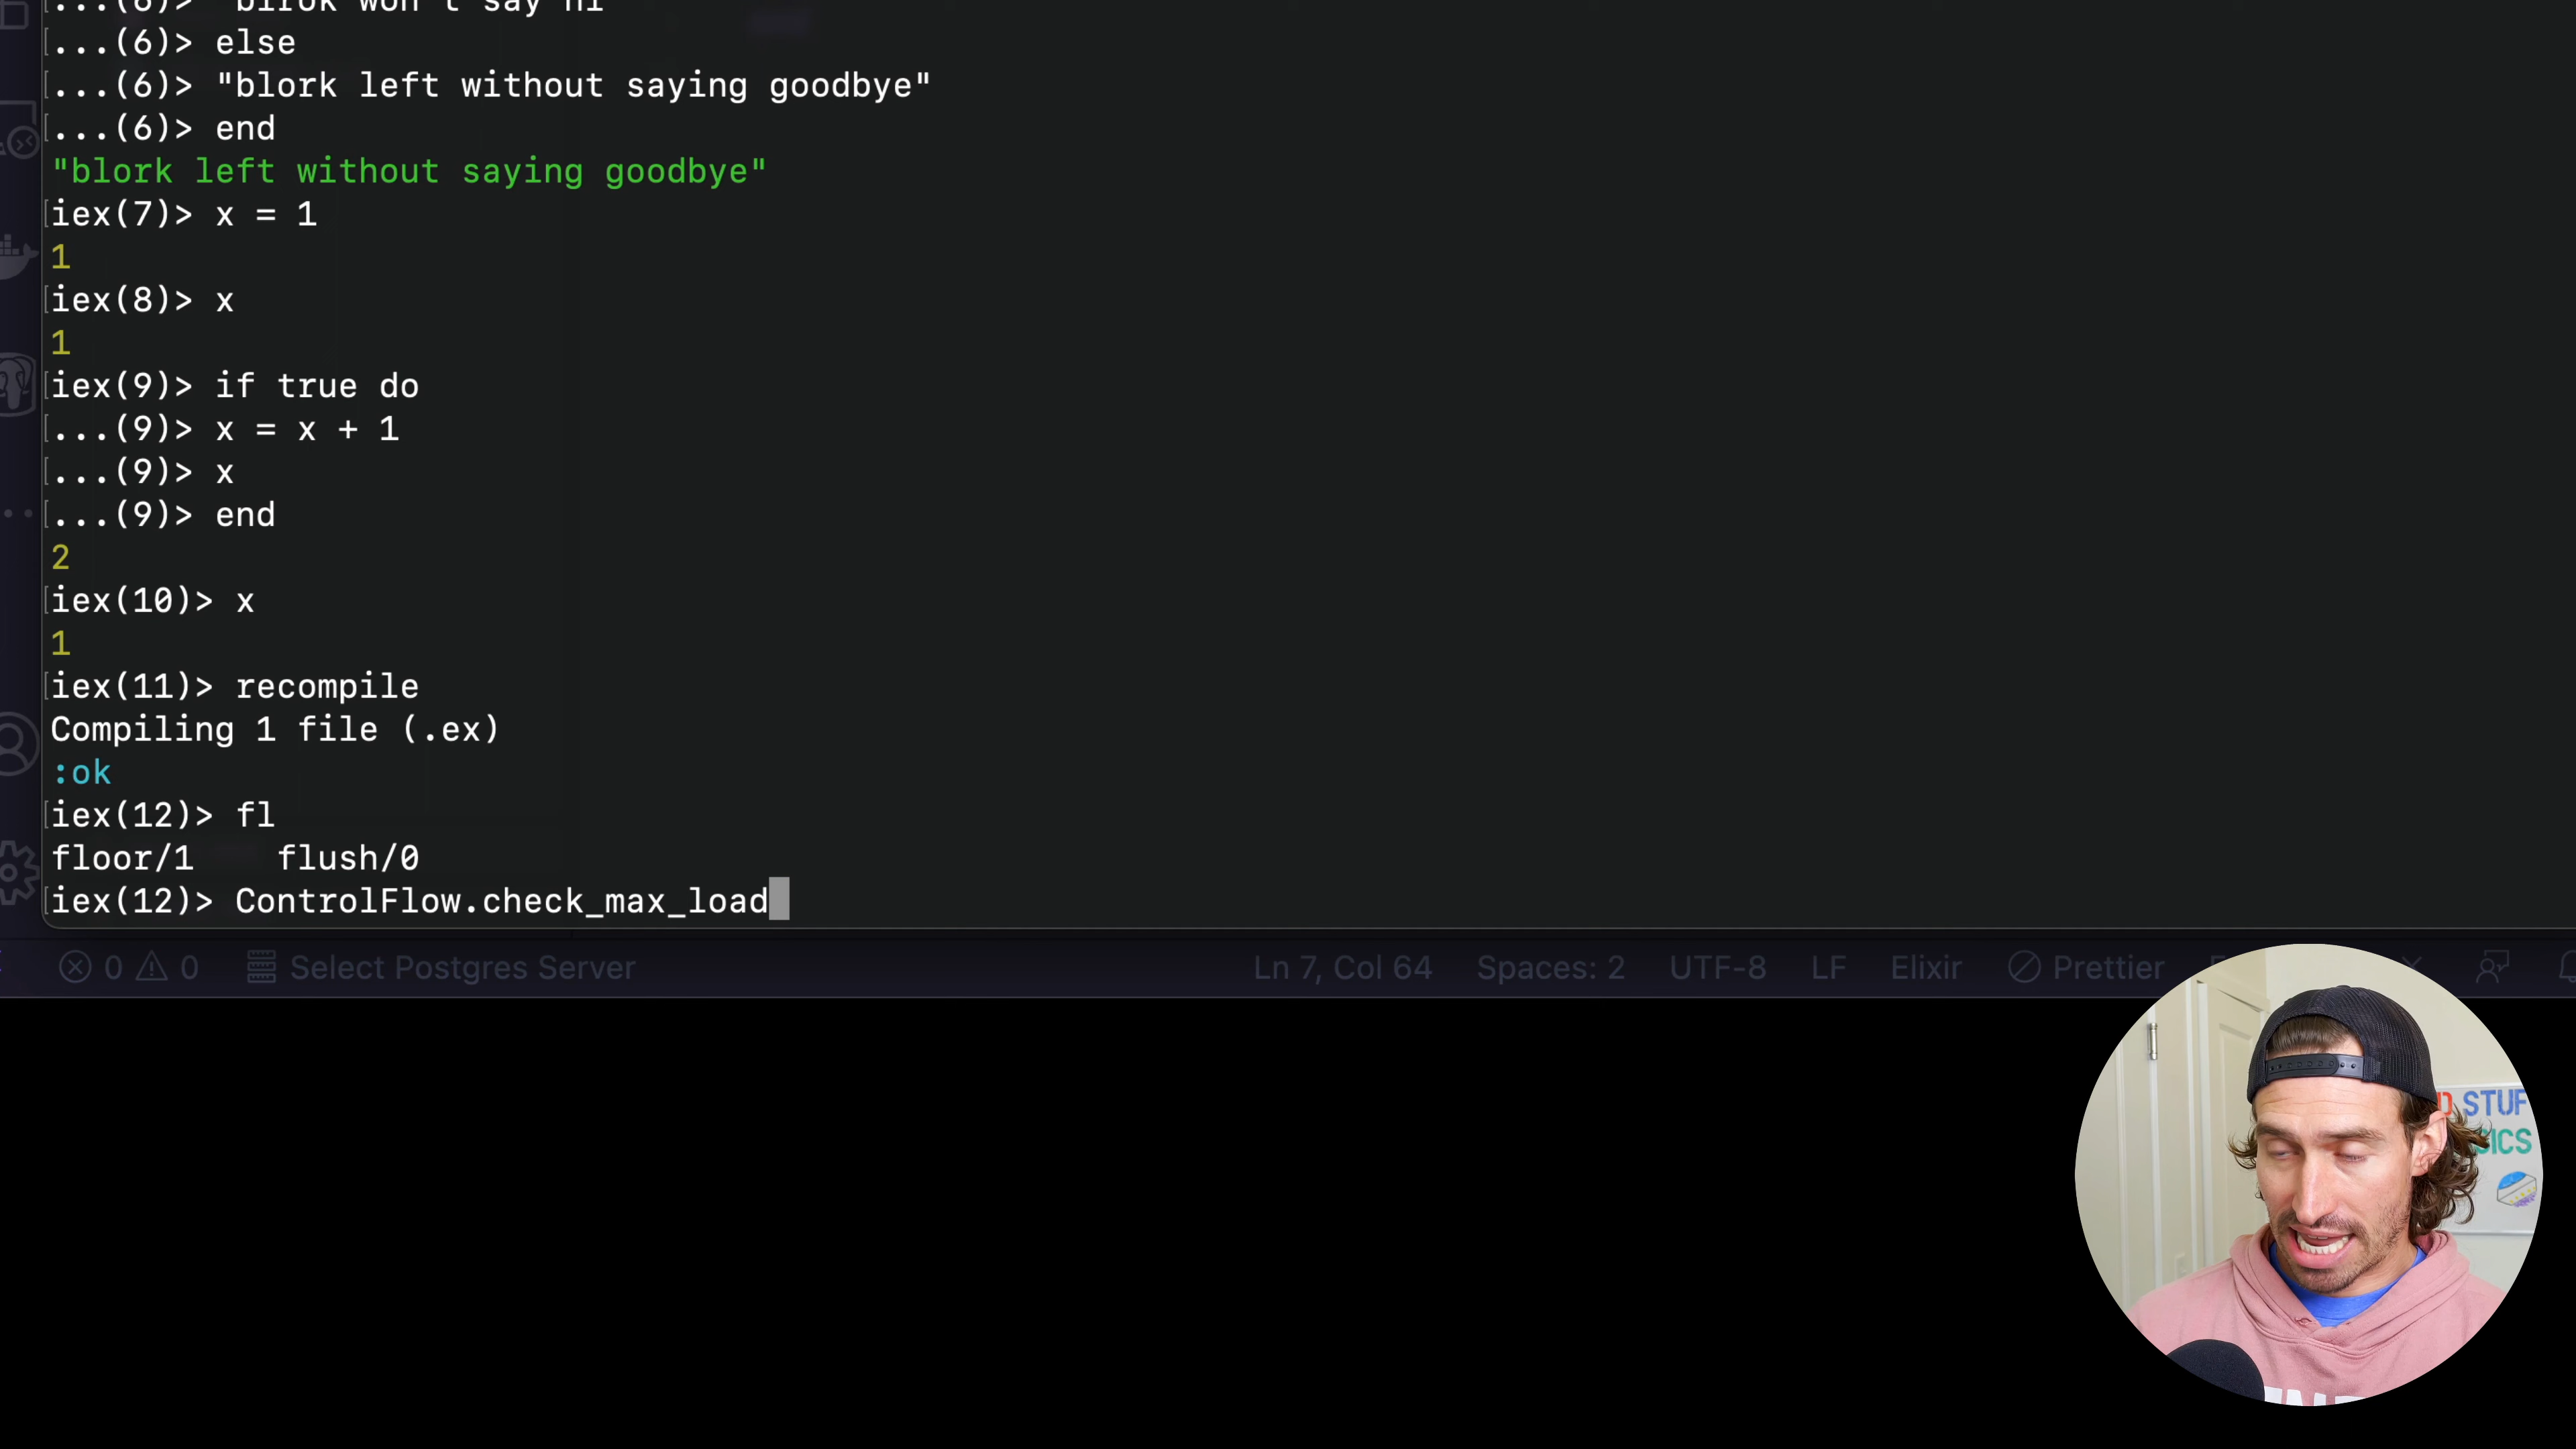 ...(6)> "blrok won't say hi
...(6)> else
...(6)> "blork left without saying goodbye"
...(6)> end
"blork left without saying goodbye"
iex(7)> x = 1
1
iex(8)> x
1
iex(9)> if true do
...(9)> x = x + 1
...(9)> x
...(9)> end
2
iex(10)> x
1
iex(11)> recompile
Compiling 1 file (.ex)
:ok
iex(12)> fl
floor/1    flush/0
iex(12)> ControlFlow.check_max_load
0 0 Select Postgres Server Ln 7, Col 64 Spaces: 2 UTF-8 LF Elixir Prettier
STUF